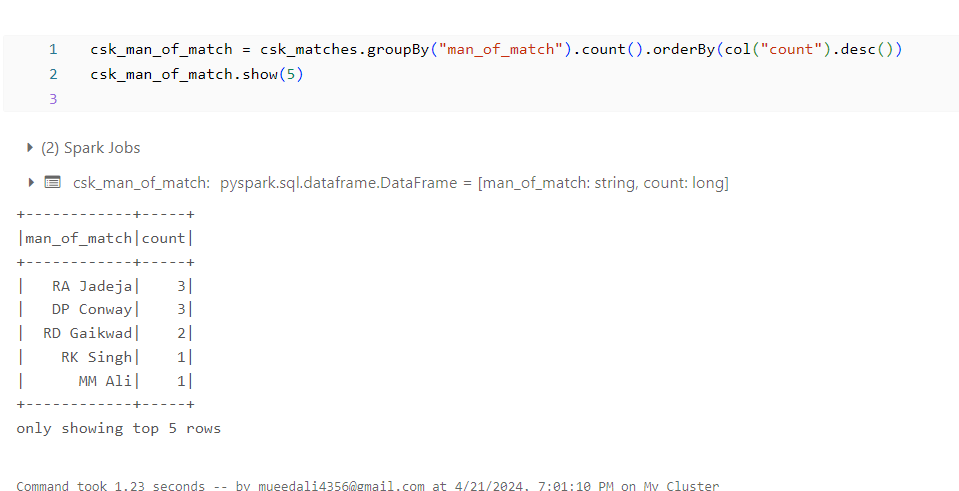 1 csk_man_of_match = csk_matches.groupBy("man_of_match").count().orderBy(col("count").desc())
2 csk_man_of_match.show(5)
3
(2) Spark Jobs
csk_man_of_match: pyspark.sql.dataframe.DataFrame = [man_of_match: string, count: long]
+------------+-----+
|man_of_match|count|
+------------+-----+
|   RA Jadeja|    3|
|   DP Conway|    3|
|  RD Gaikwad|    2|
|    RK Singh|    1|
|      MM Ali|    1|
+------------+-----+
only showing top 5 rows
Command took 1.23 seconds -- by mueedali4356@gmail.com at 4/21/2024, 7:01:10 PM on My Cluster